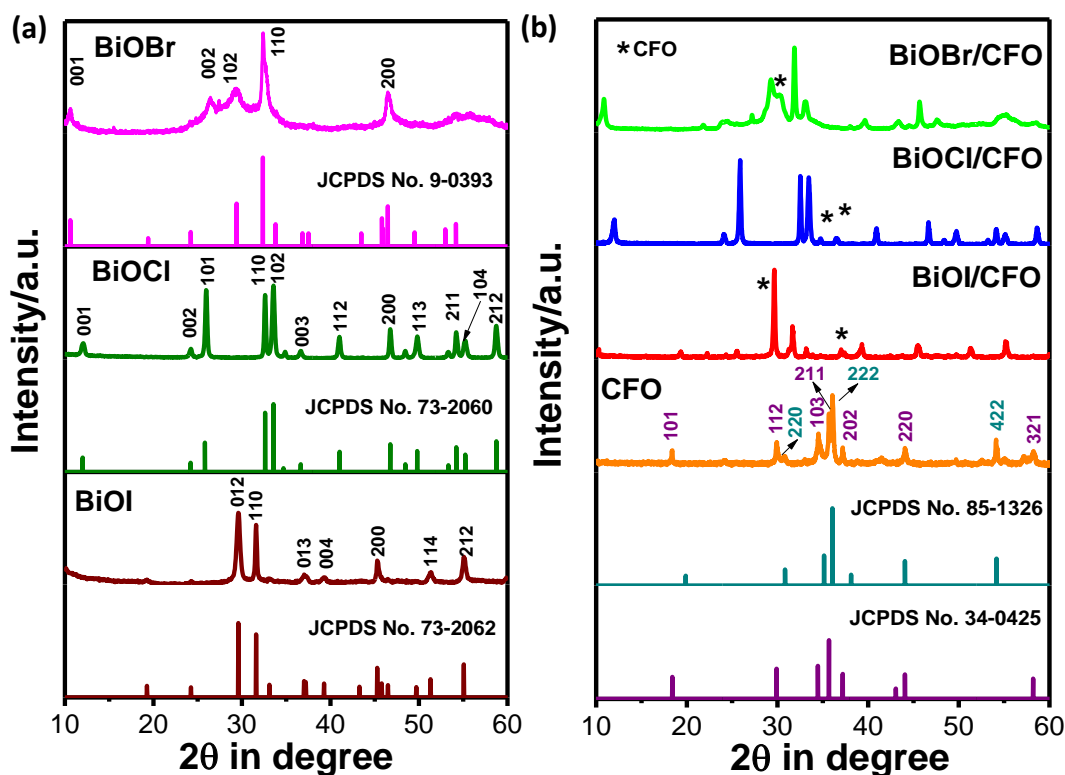 (a)
BiOBr
001
002
102
110
200
JCPDS No. 9-0393
BiOCl
001
002
101
110
102
003
112
200
113
211
104
212
JCPDS No. 73-2060
BiOI
012
110
013
004
200
114
212
JCPDS No. 73-2062
10 20 30 40 50 60
2θ in degree
Intensity/a.u.
(b)
* CFO
BiOBr/CFO
*
BiOCl/CFO
* *
BiOI/CFO
*
*
CFO
101
112
220
103
211
222
202
220
422
321
JCPDS No. 85-1326
JCPDS No. 34-0425
10 20 30 40 50 60
2θ in degree
Intensity/a.u.